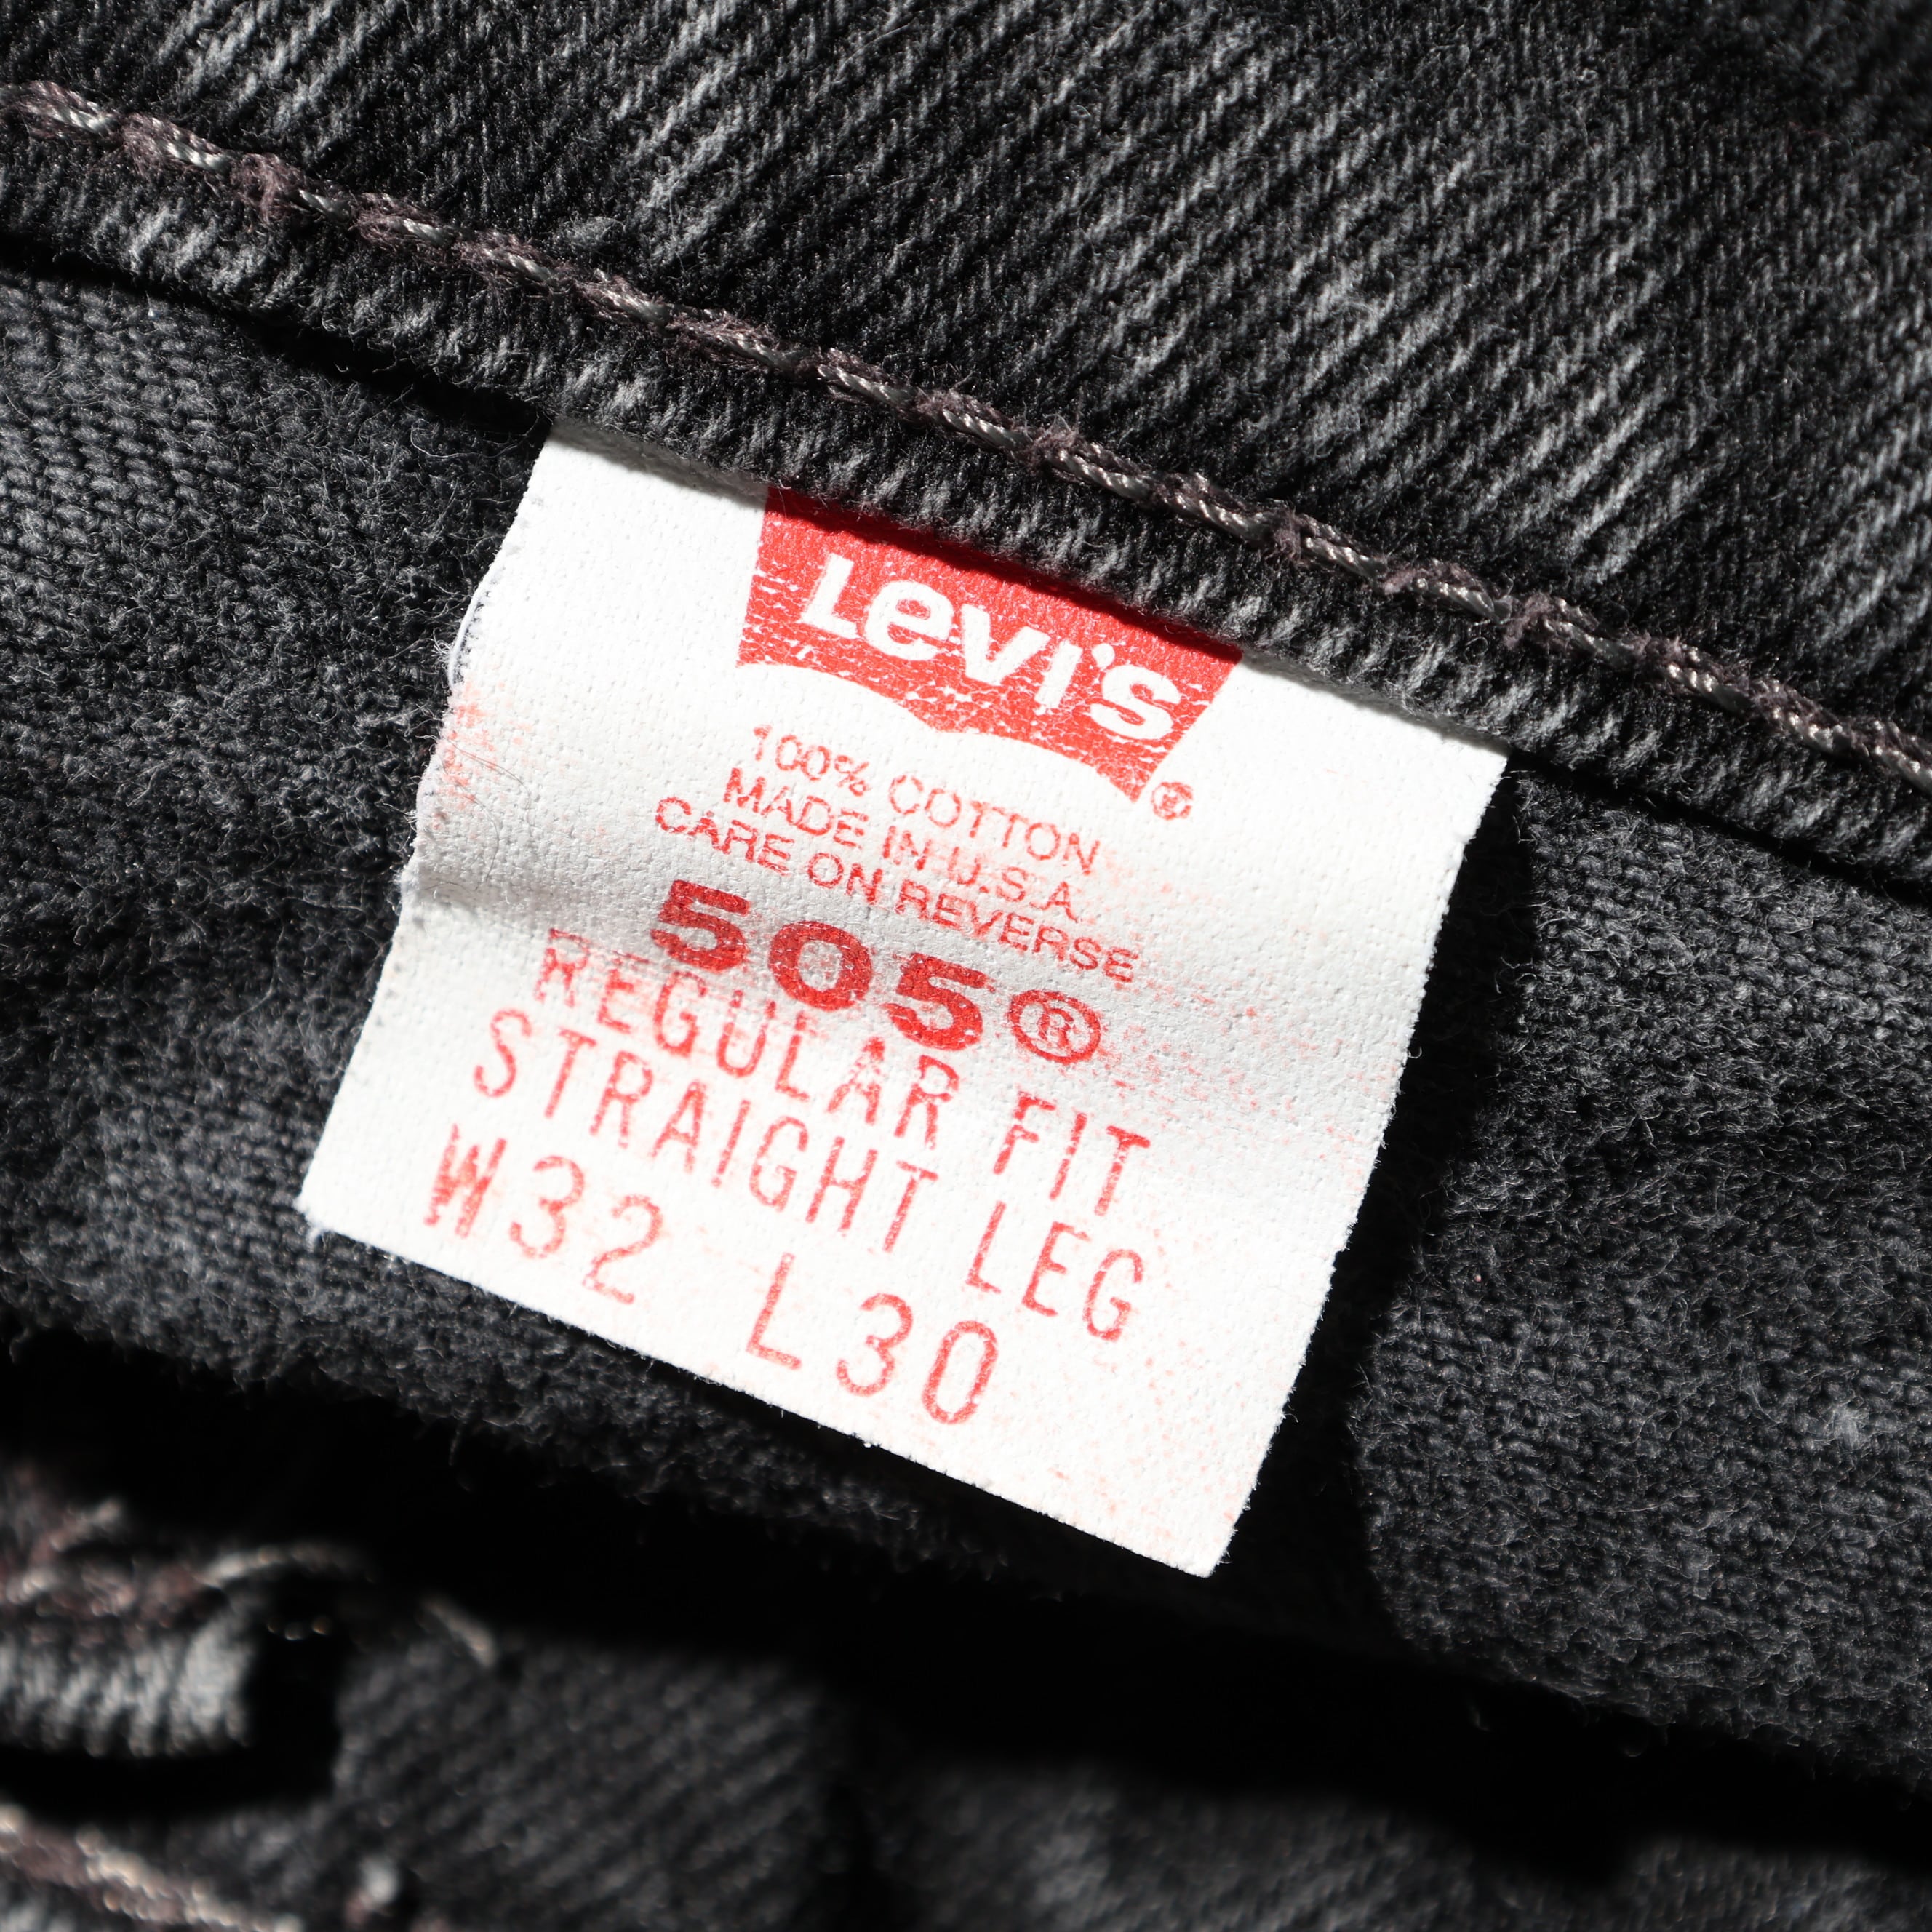 Levi's
®
100% COTTON
MADE IN U.S.A.
CARE ON REVERSE
505®
REGULAR FIT
STRAIGHT LEG
W32 L30